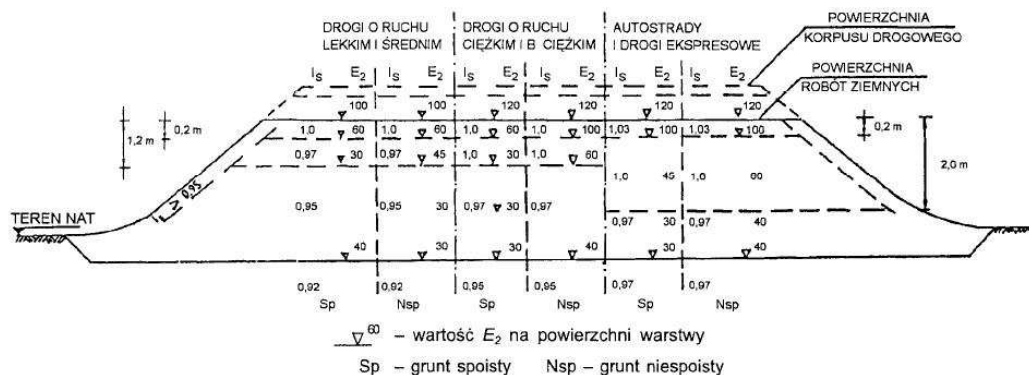 DROGI O RUCHU DROGI O RUCHU AUTOSTRADY POWIERZCHNIA
LEKKIM I ŚREDNIM CIĘŻKIM I B CIĘŻKIM I DROGI EKSPRESOWE KORPUSU DROGOWEGO
POWIERZCHNIA
ROBÓT ZIEMNYCH
IS E2 IS E2 IS E2 IS E2 IS E2 IS E2
100 100 120 120 120 120
1,2 m 0,2 m 1,0 60 1,0 60 1,0 60 1,0 100 1,03 100 1,03 100 0,2 m
0,97 30 0,97 45 1,0 30 1,0 60
2,0 m
1,0 45 1,0
0,95
0,95 0,95 30 0,97 30 0,97
0,97 30 0,97 40
TEREN NAT
40 30 30 40 30 40
0,92 0,92 0,95 0,95 0,97 0,97
Sp Nsp Sp Nsp Sp Nsp
60 – wartość E2 na powierzchni warstwy
Sp – grunt spoisty Nsp – grunt niespoisty